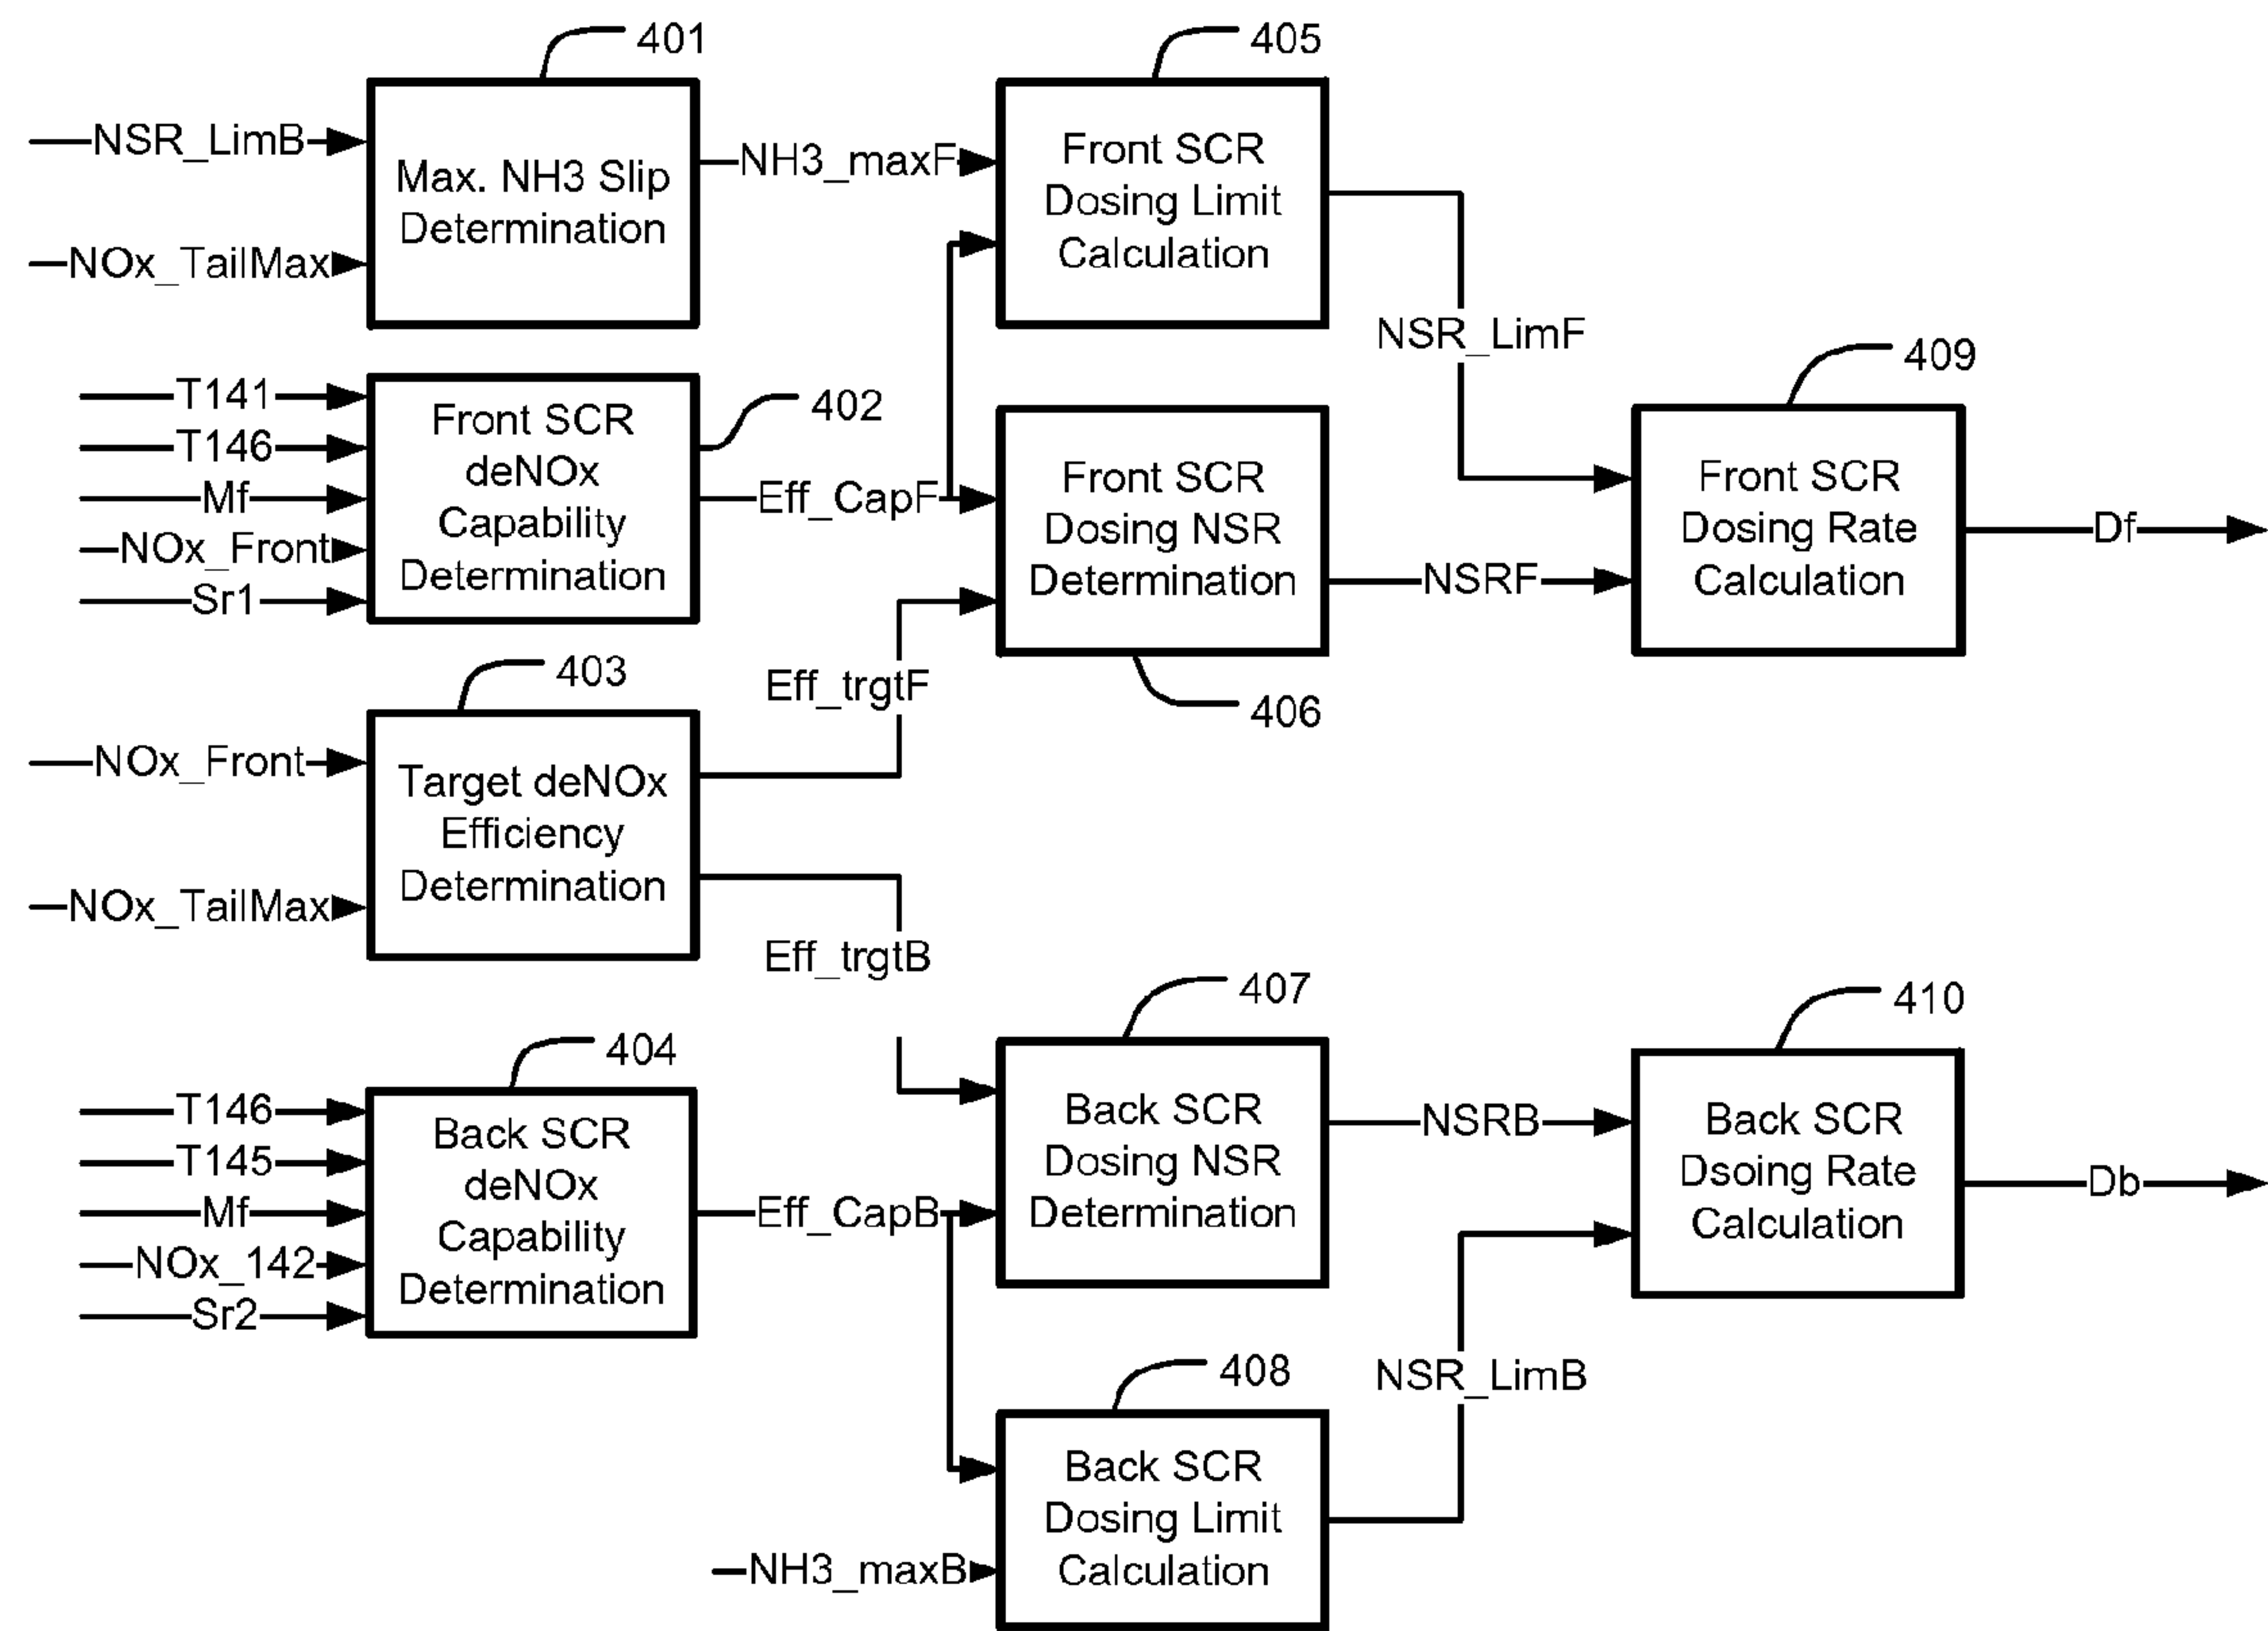 401
NSR_LimB
NOx_TailMax
Max. NH3 Slip
Determination
NH3_maxF
405
Front SCR
Dosing Limit
Calculation
NSR_LimF
T141
T146
Mf
NOx_Front
Sr1
402
Front SCR
deNOx
Capability
Determination
Eff_CapF
Front SCR
Dosing NSR
Determination
406
NSRF
409
Front SCR
Dosing Rate
Calculation
Df
403
NOx_Front
NOx_TailMax
Target deNOx
Efficiency
Determination
Eff_trgtF
Eff_trgtB
404
T146
T145
Mf
NOx_142
Sr2
Back SCR
deNOx
Capability
Determination
Eff_CapB
407
Back SCR
Dosing NSR
Determination
NSRB
410
Back SCR
Dsoing Rate
Calculation
Db
408
NH3_maxB
Back SCR
Dosing Limit
Calculation
NSR_LimB